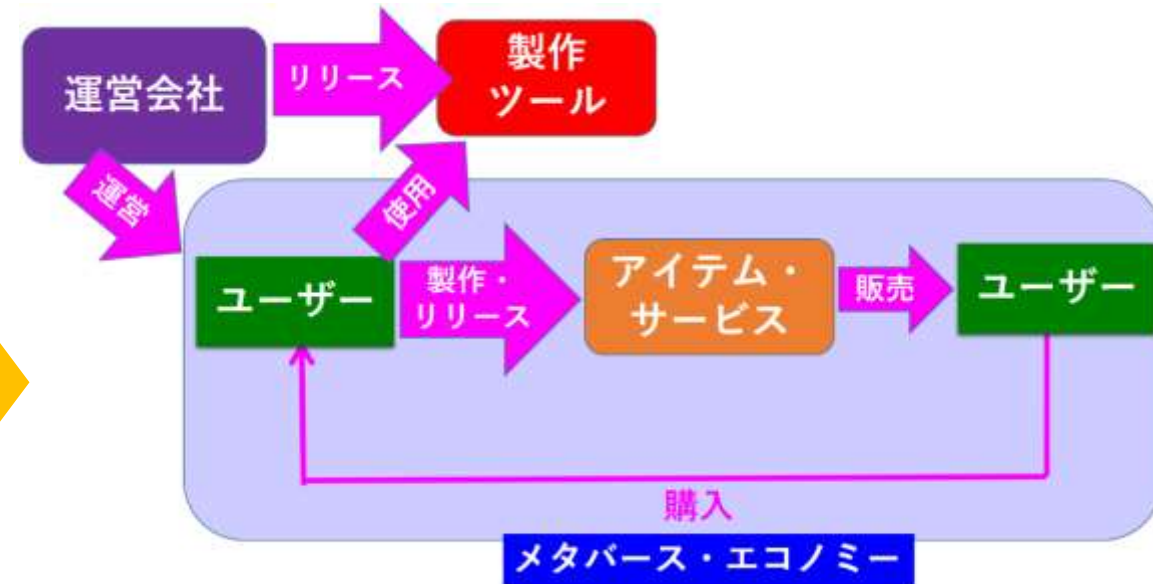 運営会社
リリース
製作
ツール
運営
使用
ユーザー
製作・
リリース
アイテム・
サービス
販売
ユーザー
購入
メタバース・エコノミー